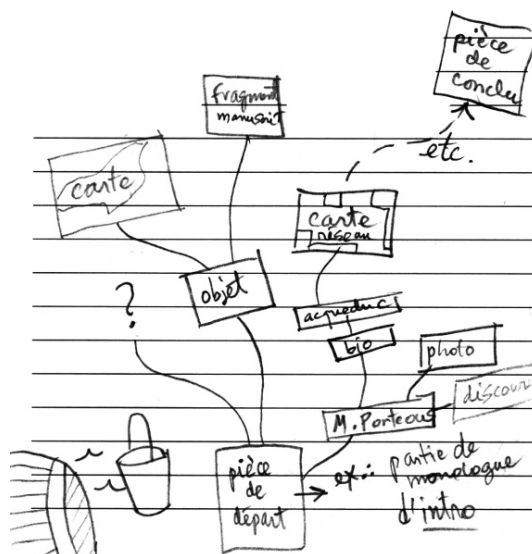 pièce
de
conclu
fragment
manuscrit
etc.
carte
carte
réseau
objet
?
acqueduc
bio
photo
discours
M. Porteous
pièce
de
départ
→ ex.:
partie de
monologue
d'intro